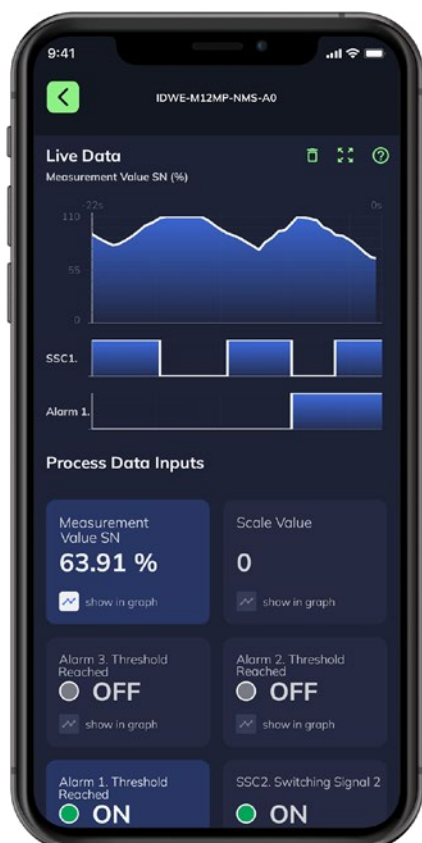 9:41
IDWE-M12MP-NMS-A0
Live Data
Measurement Value SN (%)
-22s
0s
110
55
0
SSC1.
Alarm 1.
Process Data Inputs
Measurement
Value SN
63.91 %
show in graph
Scale Value
0
show in graph
Alarm 3. Threshold
Reached
OFF
show in graph
Alarm 2. Threshold
Reached
OFF
show in graph
Alarm 1. Threshold
Reached
ON
SSC2. Switching Signal 2
ON